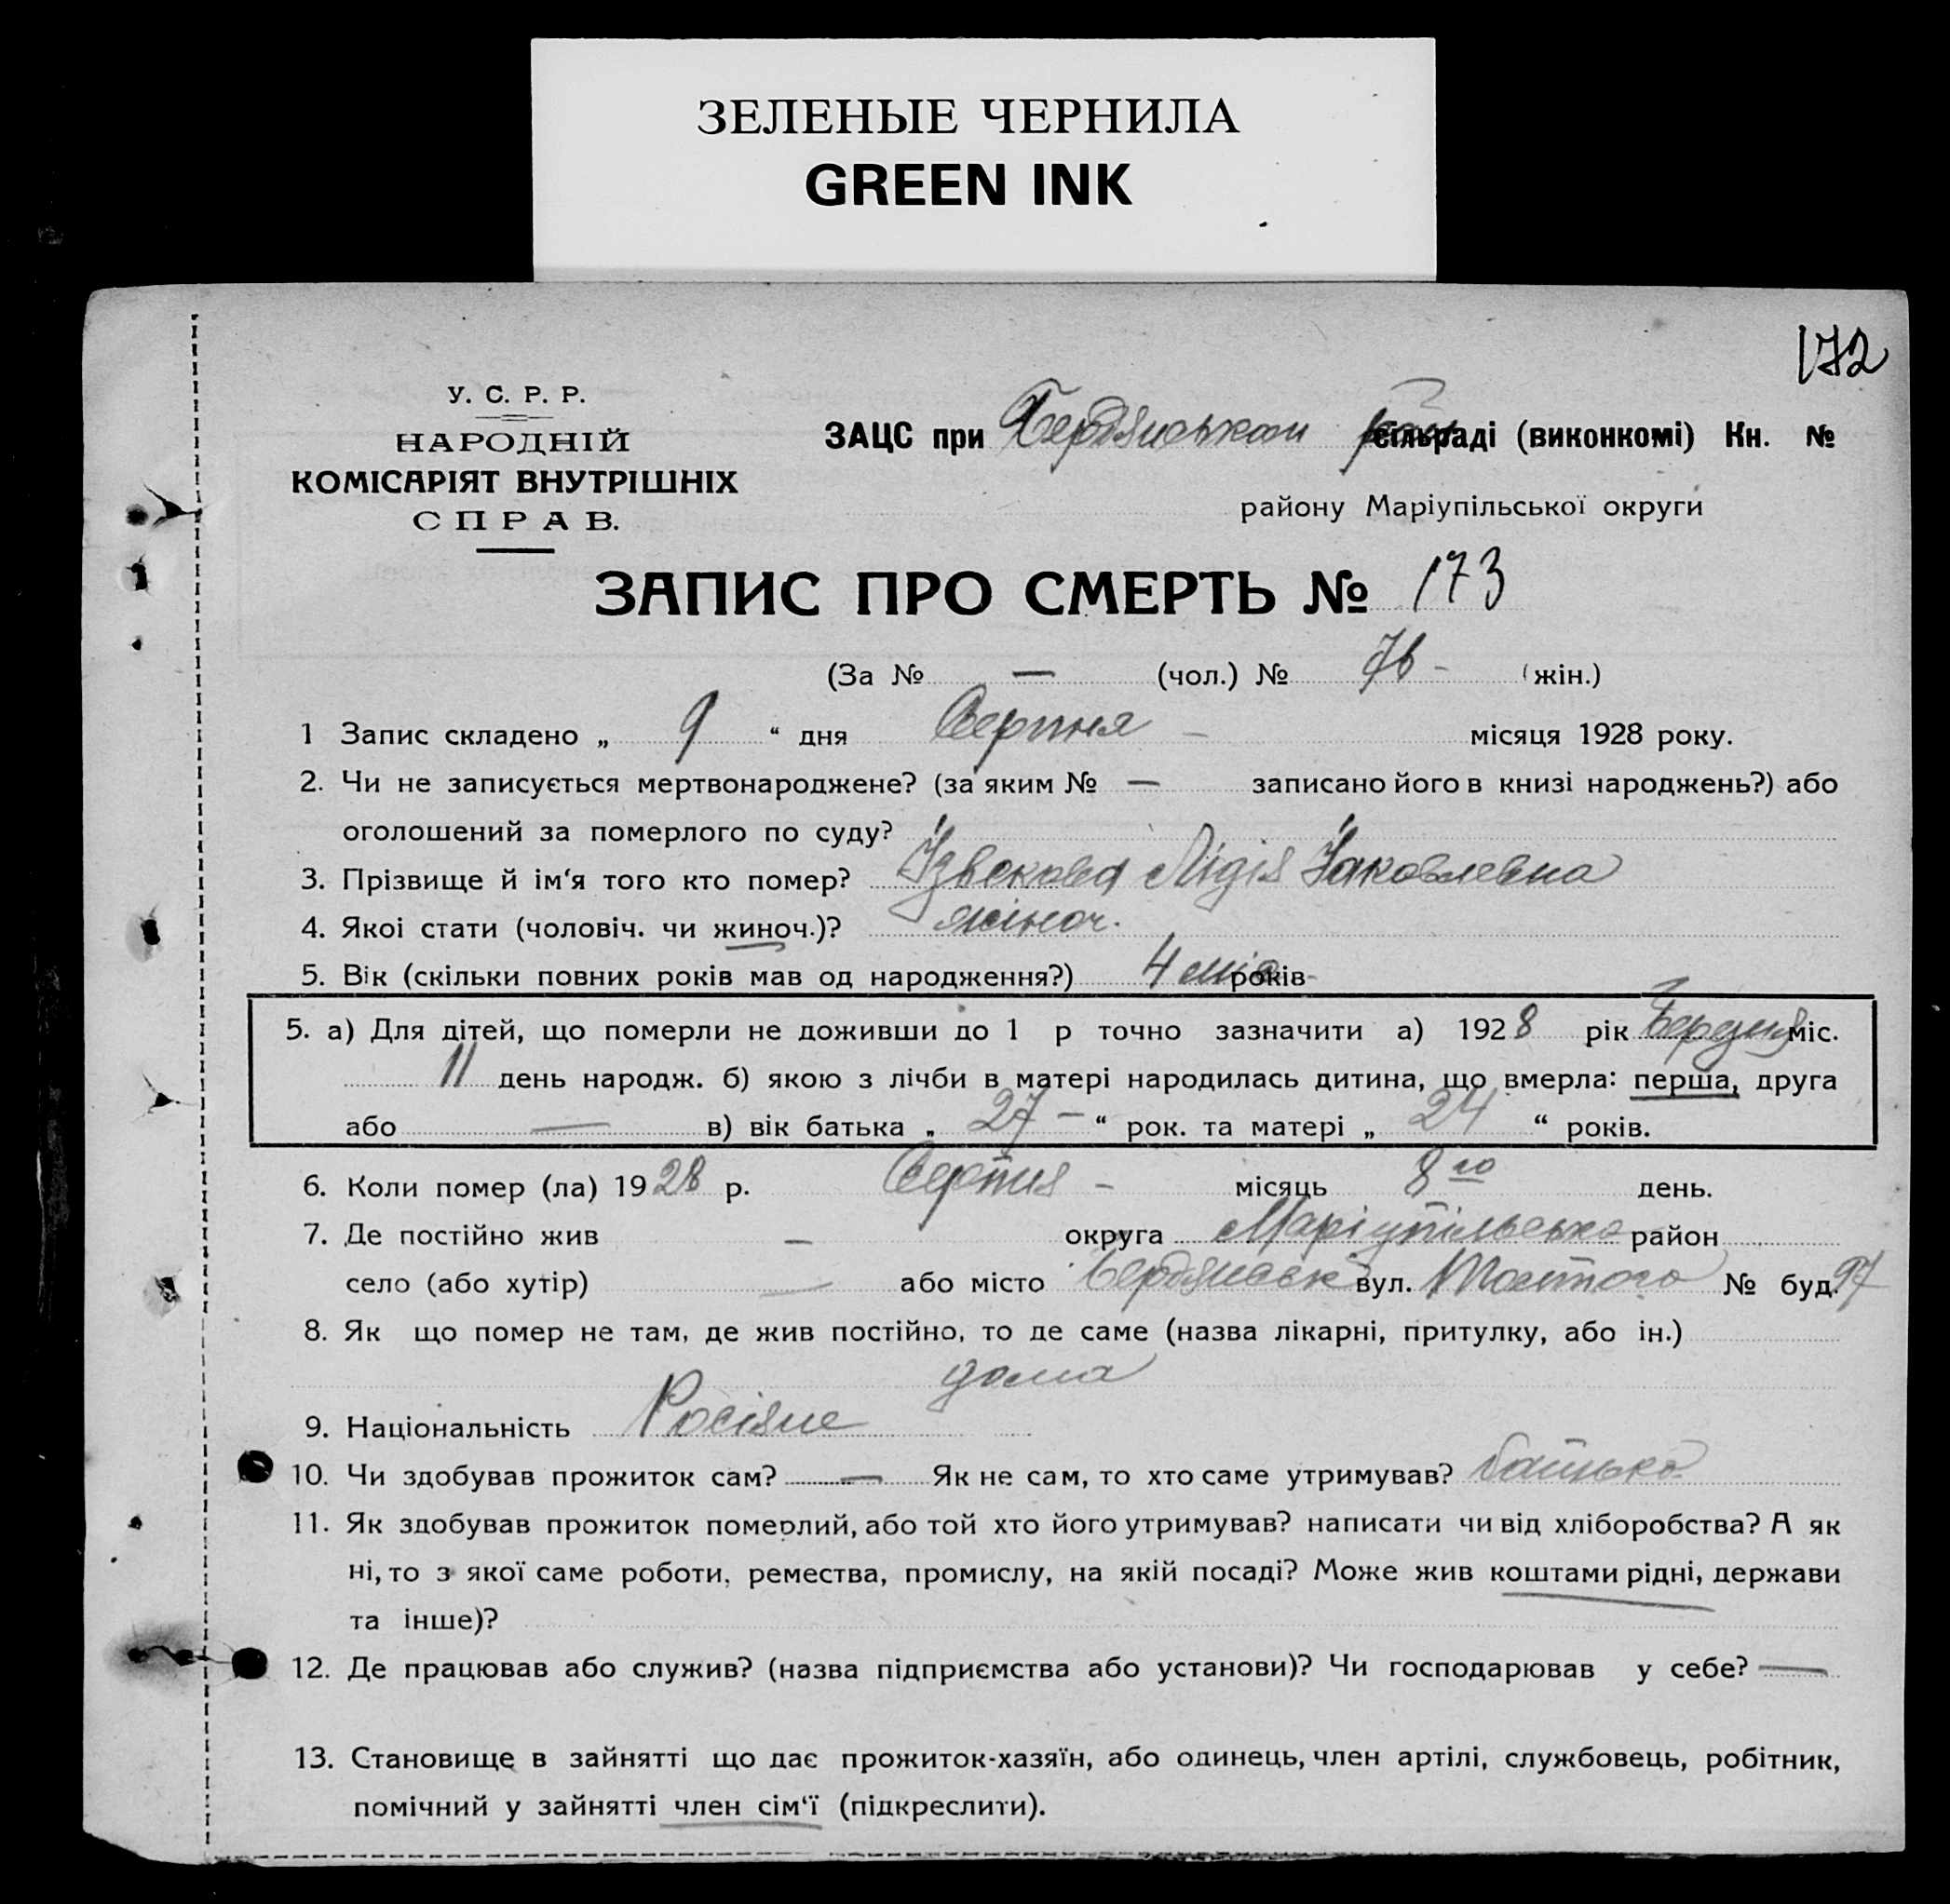 ЗЕЛЕНЫЕ ЧЕРНИЛА
GREEN INK
172
У. С. Р. Р.
НАРОДНІЙ
КОМІСАРІЯТ ВНУТРІШНІХ
СПРАВ.
ЗАЦС при Бердянськом рай сільраді (виконкомі) Кн. №
району Маріупільської округи
ЗАПИС ПРО СМЕРТЬ № 173
(За № — (чол.) № 76 - (жін.)
1 Запис складено „ 9 “ дня Серпня - місяця 1928 року.
2. Чи не записується мертвонароджене? (за яким № — записано його в книзі народжень?) або
оголошений за померлого по суду?
3. Прізвище й ім‘я того кто помер? Ізвекова Лідія Яковлевна
4. Якоі стати (чоловіч. чи жиноч.)? жіноч.
5. Вік (скільки повних років мав од народження?) 4 міс років
5. а) Для дітей, що померли не доживши до 1 р точно зазначити а) 1928 рік Березня міс.
11 день народж. б) якою з лічби в матері народилась дитина, що вмерла: перша, друга
або — в) вік батька „ 27 — “ рок. та матері „ 24 “ років.
6. Коли помер (ла) 1928 р. Серпня - місяць 8го день.
7. Де постійно жив — округа Маріупільська район
село (або хутір) — або місто Бердянськ вул. Толстого № буд. 97
8. Як що помер не там, де жив постійно, то де саме (назва лікарні, притулку, або ін.)
дома
9. Національність Росіяне
10. Чи здобував прожиток сам? — Як не сам, то хто саме утримував? батько
11. Як здобував прожиток померлий, або той хто його утримував? написати чи від хліборобства? А як
ні, то з якої саме роботи, ремества, промислу, на якій посаді? Може жив коштами рідні, держави
та інше)?
12. Де працював або служив? (назва підприємства або установи)? Чи господарював у себе? —
13. Становище в зайнятті що дає прожиток-хазяїн, або одинець, член артілі, службовець, робітник,
помічний у зайнятті член сім‘ї (підкреслити).